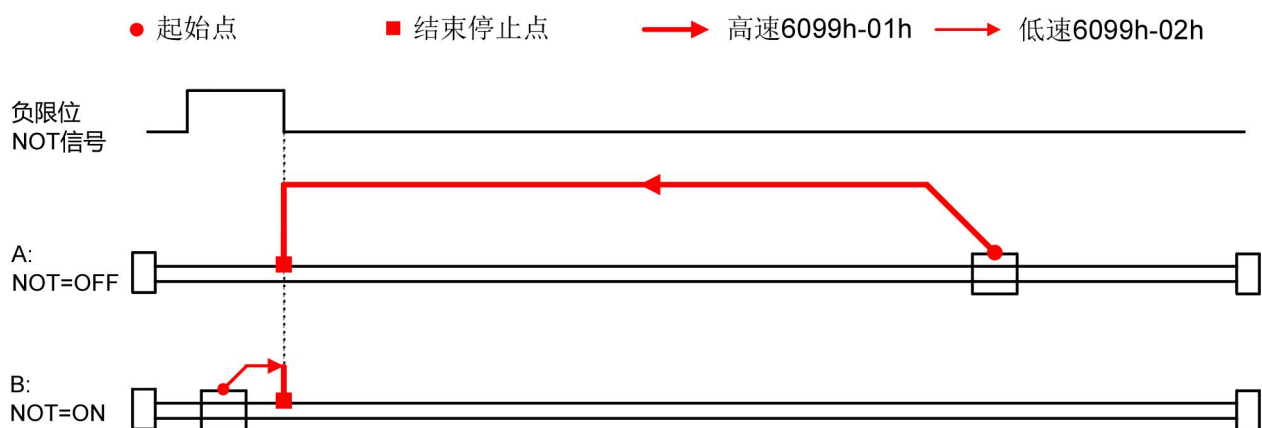 起始点 结束停止点 高速6099h-01h 低速6099h-02h
负限位
NOT信号
A:
NOT=OFF
B:
NOT=ON